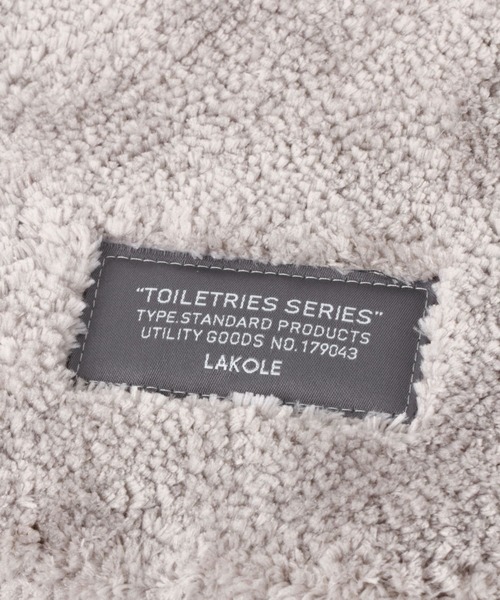 “TOILETRIES SERIES”
TYPE.STANDARD PRODUCTS
UTILITY GOODS NO.179043
LAKOLE